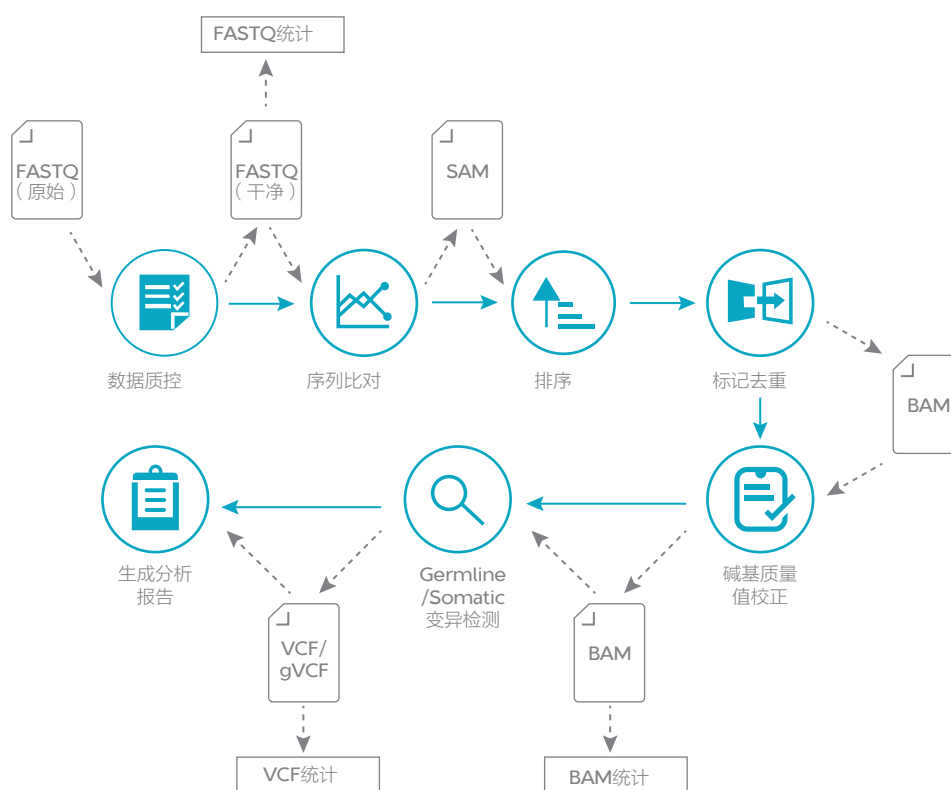 FASTQ统计
FASTQ
（原始）
FASTQ
（干净）
SAM
数据质控
序列比对
排序
标记去重
BAM
生成分析
报告
Germline
/Somatic
变异检测
碱基质量
值校正
VCF/
gVCF
BAM
VCF统计
BAM统计